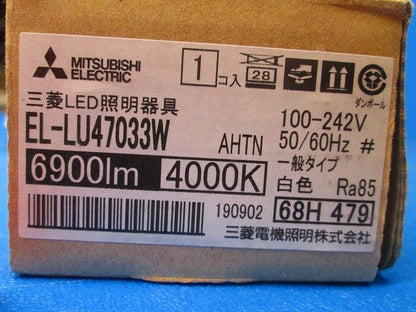 MITSUBISHI
ELECTRIC
1 コ入
28
ダンボール
三菱LED照明器具
EL-LU47033W
AHTN
100-242V
50/60Hz #
6900lm 4000K
一般タイプ
白色 Ra85
190902
68H 479
三菱電機照明株式会社